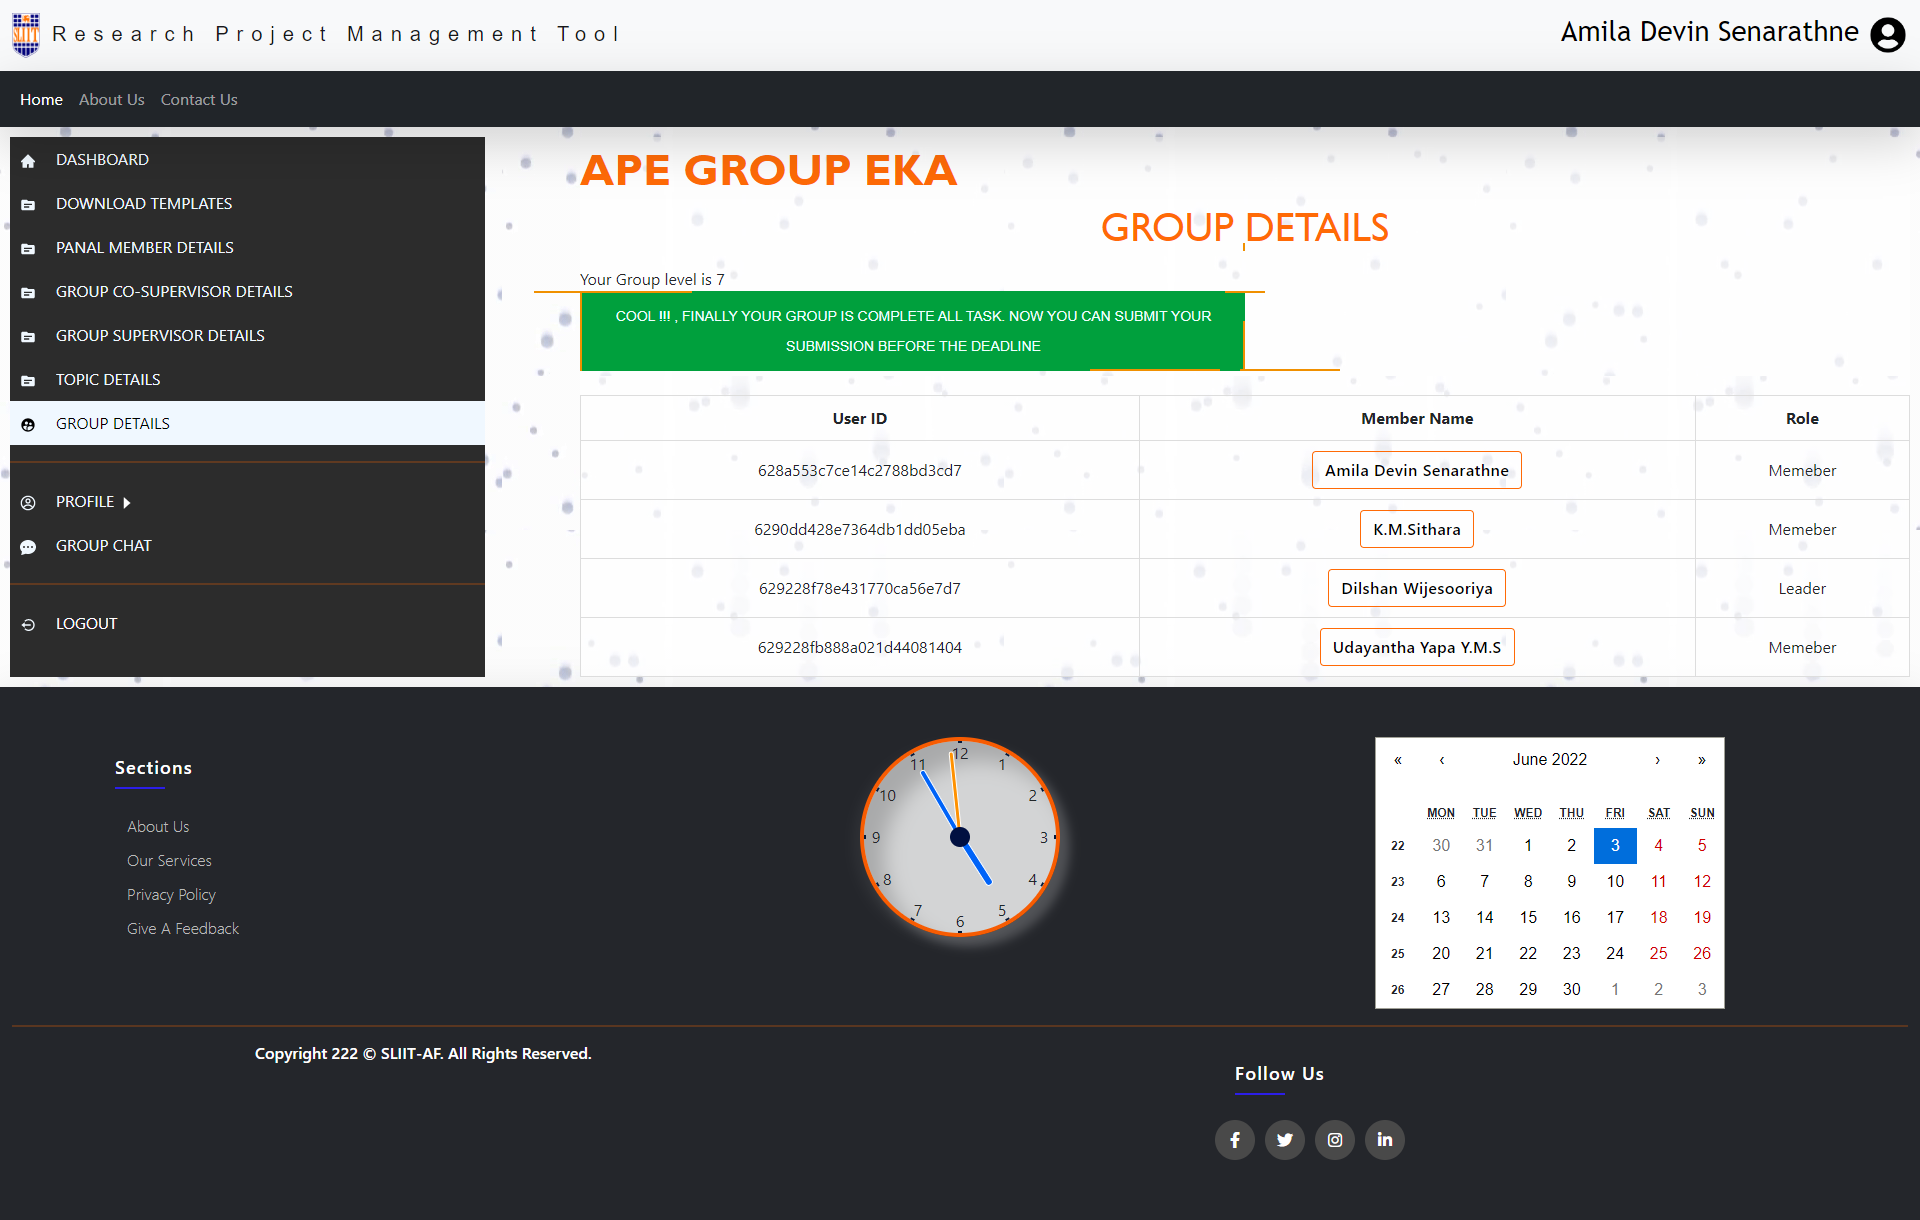 SLIIT
Research Project Management Tool
Amila Devin Senarathne
Home About Us Contact Us
DASHBOARD
DOWNLOAD TEMPLATES
PANAL MEMBER DETAILS
GROUP CO-SUPERVISOR DETAILS
GROUP SUPERVISOR DETAILS
TOPIC DETAILS
GROUP DETAILS
PROFILE
GROUP CHAT
LOGOUT
APE GROUP EKA
GROUP DETAILS
Your Group level is 7
COOL !!! , FINALLY YOUR GROUP IS COMPLETE ALL TASK. NOW YOU CAN SUBMIT YOUR
SUBMISSION BEFORE THE DEADLINE
User ID Member Name Role
628a553c7ce14c2788bd3cd7 Amila Devin Senarathne Memeber
6290dd428e7364db1dd05eba K.M.Sithara Memeber
629228f78e431770ca56e7d7 Dilshan Wijesooriya Leader
629228fb888a021d44081404 Udayantha Yapa Y.M.S Memeber
Sections
About Us
Our Services
Privacy Policy
Give A Feedback
12
1
2
3
4
5
6
7
8
9
10
11
« ‹ June 2022 › »
MON TUE WED THU FRI SAT SUN
22 30 31 1 2 3 4 5
23 6 7 8 9 10 11 12
24 13 14 15 16 17 18 19
25 20 21 22 23 24 25 26
26 27 28 29 30 1 2 3
Copyright 222 © SLIIT-AF. All Rights Reserved.
Follow Us